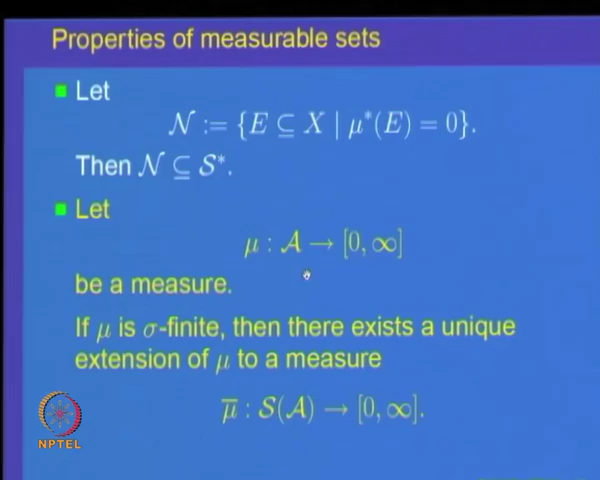 Properties of measurable sets
Let
𝒩 := {E ⊆ X | μ*(E) = 0}.
Then 𝒩 ⊆ 𝒮*.
Let
μ : 𝒜 → [0, ∞]
be a measure.
If μ is σ-finite, then there exists a unique
extension of μ to a measure
μ̅ : 𝒮(𝒜) → [0, ∞].
NPTEL